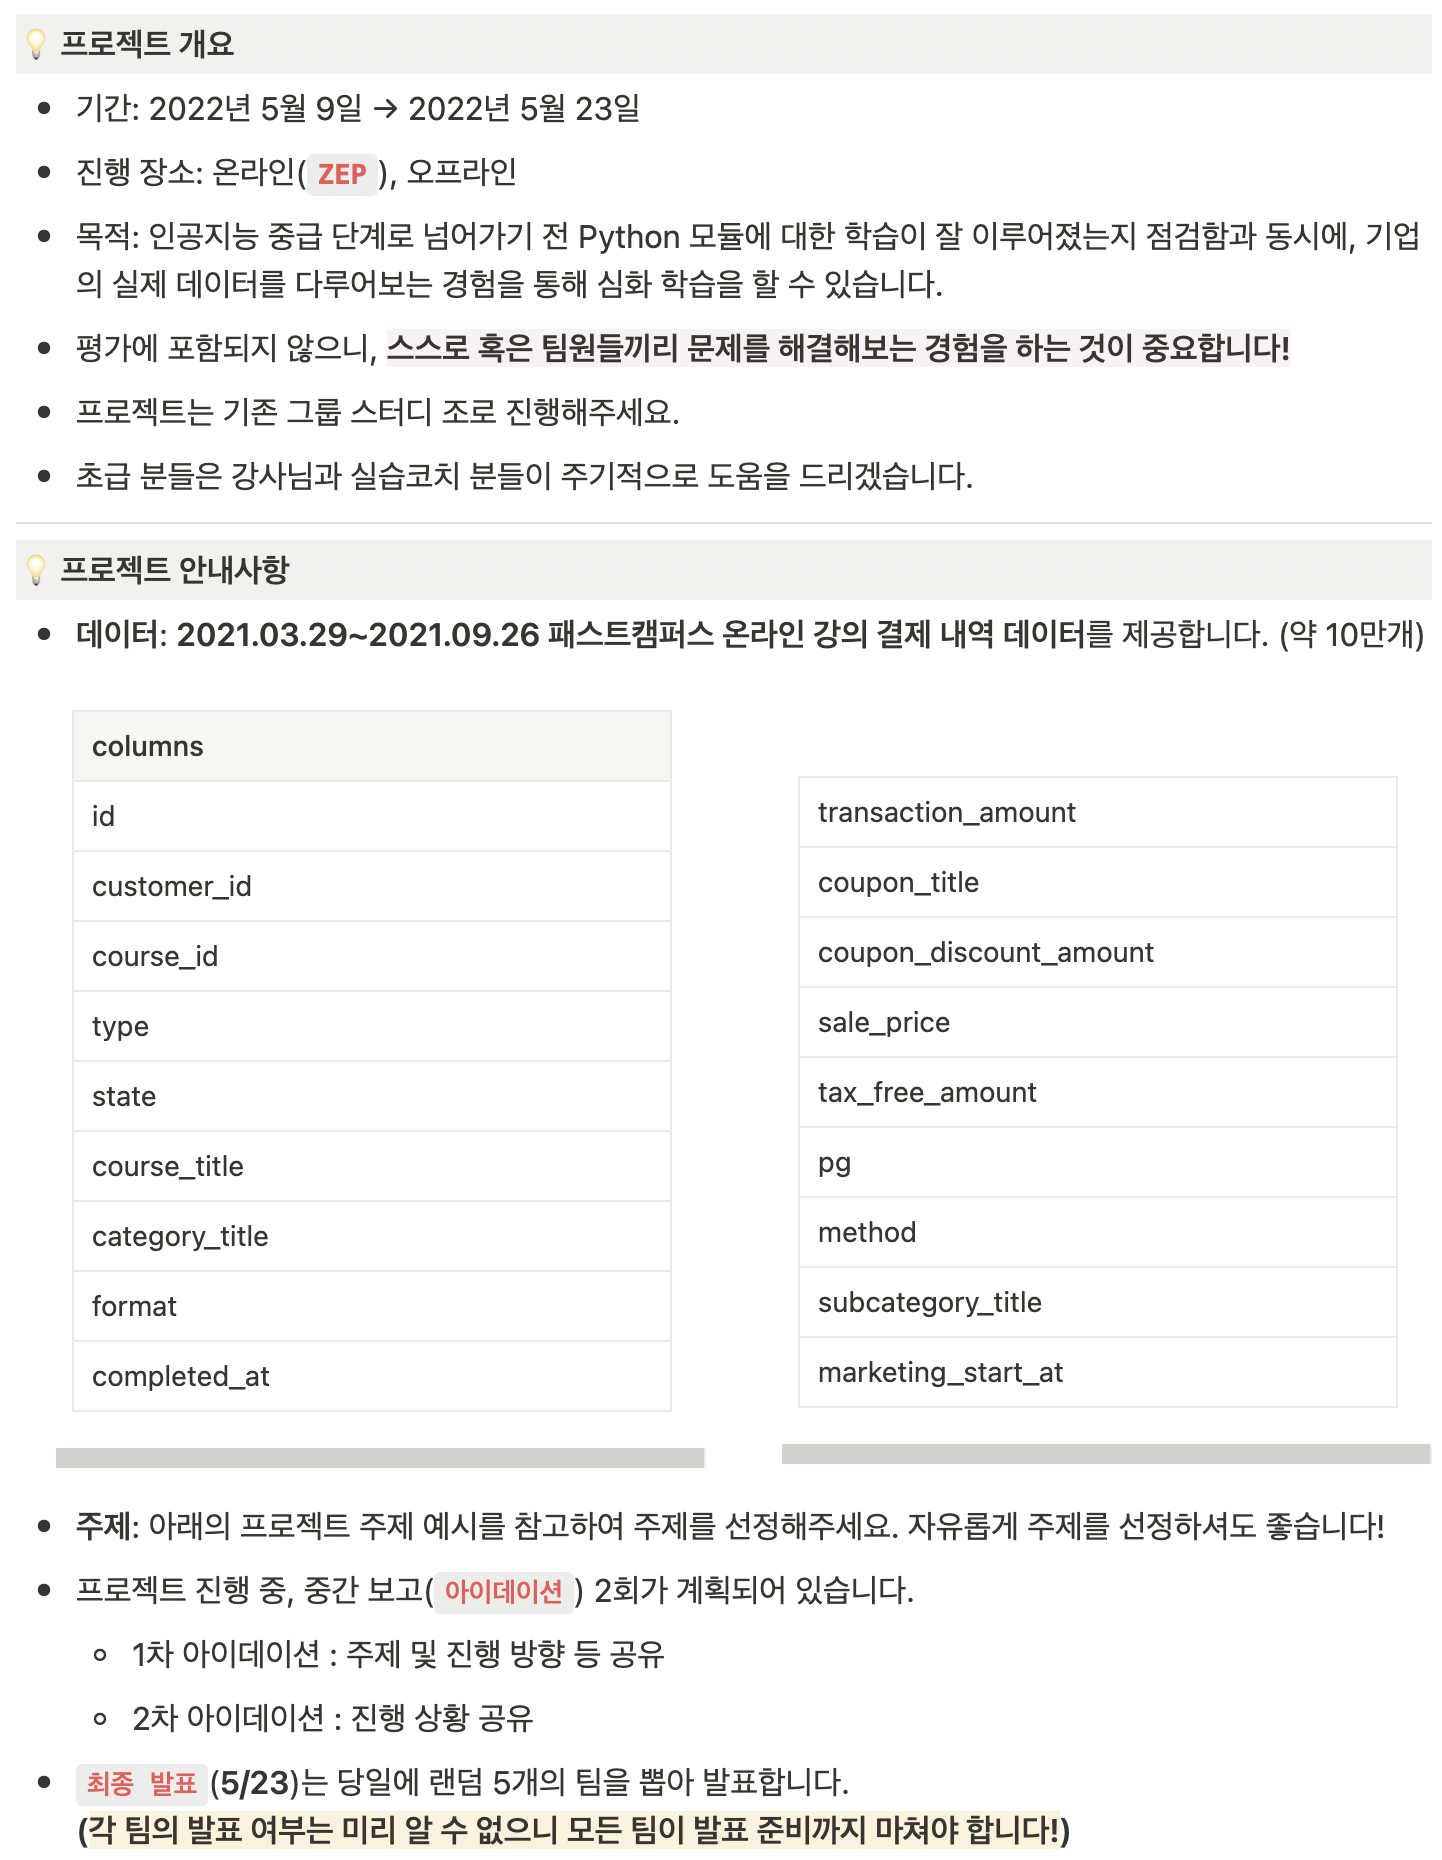 💡 프로젝트 개요
• 기간: 2022년 5월 9일 → 2022년 5월 23일
• 진행 장소: 온라인(ZEP), 오프라인
• 목적: 인공지능 중급 단계로 넘어가기 전 Python 모듈에 대한 학습이 잘 이루어졌는지 점검함과 동시에, 기업
의 실제 데이터를 다루어보는 경험을 통해 심화 학습을 할 수 있습니다.
• 평가에 포함되지 않으니, 스스로 혹은 팀원들끼리 문제를 해결해보는 경험을 하는 것이 중요합니다!
• 프로젝트는 기존 그룹 스터디 조로 진행해주세요.
• 초급 분들은 강사님과 실습코치 분들이 주기적으로 도움을 드리겠습니다.
💡 프로젝트 안내사항
• 데이터: 2021.03.29~2021.09.26 패스트캠퍼스 온라인 강의 결제 내역 데이터를 제공합니다. (약 10만개)
columns
id
customer_id
course_id
type
state
course_title
category_title
format
completed_at
transaction_amount
coupon_title
coupon_discount_amount
sale_price
tax_free_amount
pg
method
subcategory_title
marketing_start_at
• 주제: 아래의 프로젝트 주제 예시를 참고하여 주제를 선정해주세요. 자유롭게 주제를 선정하셔도 좋습니다!
• 프로젝트 진행 중, 중간 보고(아이데이션) 2회가 계획되어 있습니다.
◦ 1차 아이데이션 : 주제 및 진행 방향 등 공유
◦ 2차 아이데이션 : 진행 상황 공유
• 최종 발표(5/23)는 당일에 랜덤 5개의 팀을 뽑아 발표합니다.
(각 팀의 발표 여부는 미리 알 수 없으니 모든 팀이 발표 준비까지 마쳐야 합니다!)